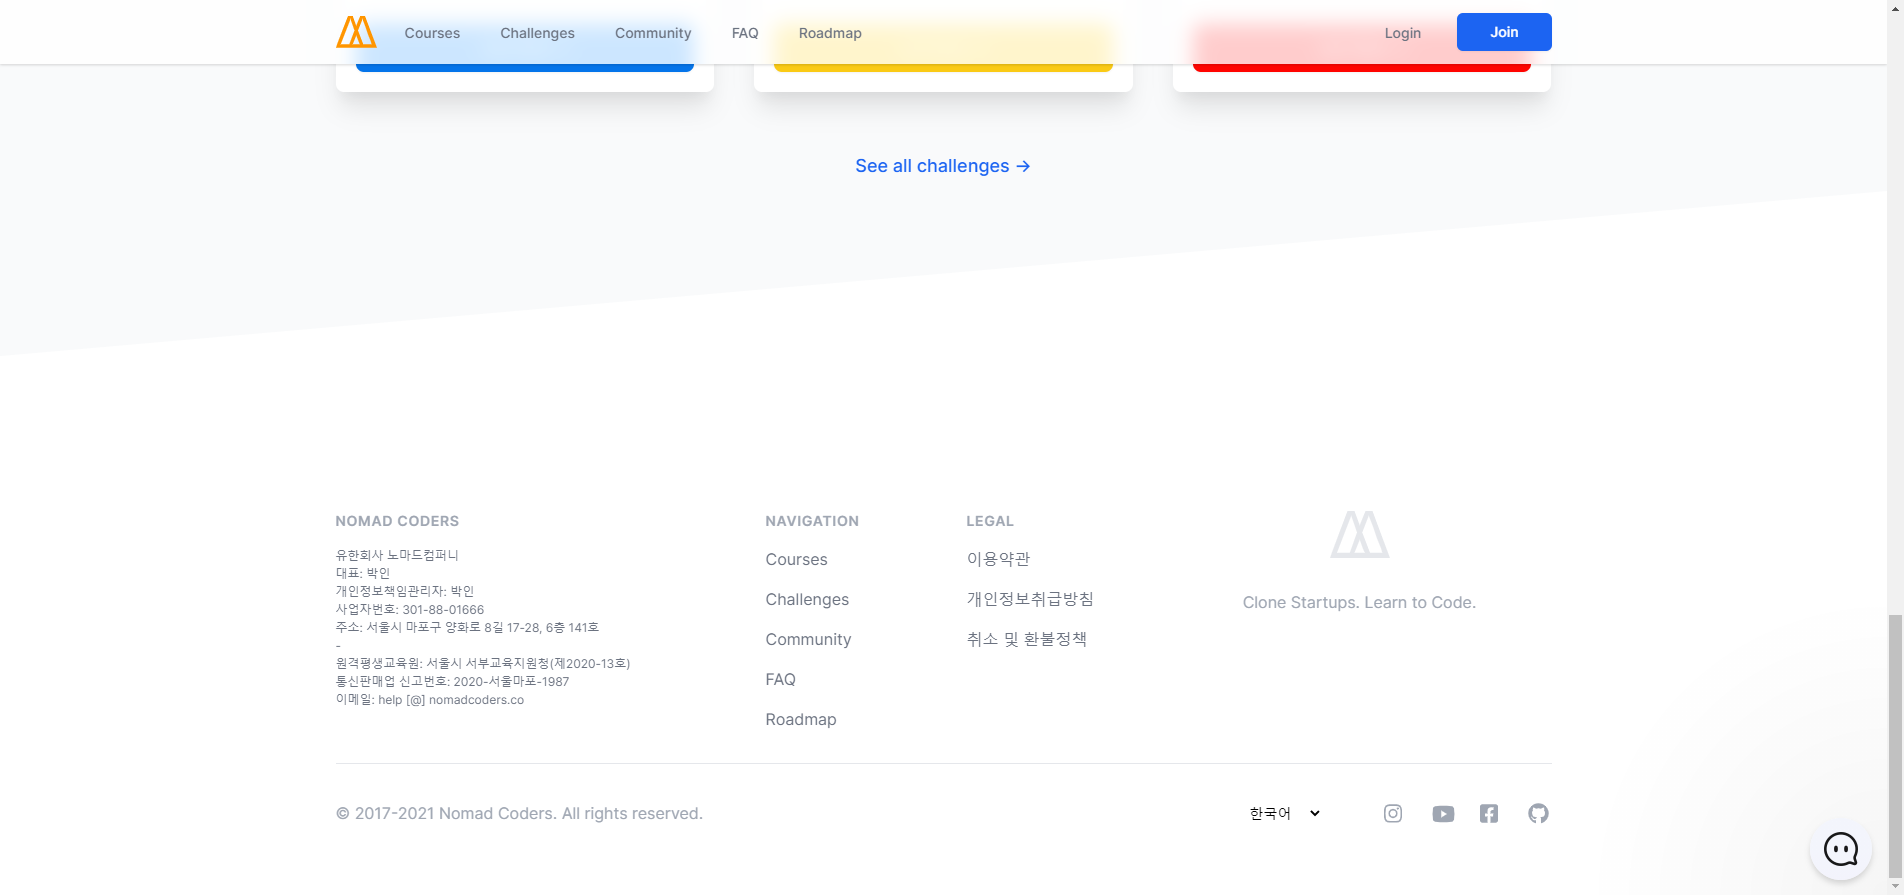 Courses
Challenges
Community
FAQ
Roadmap
Login
Join
See all challenges →
NOMAD CODERS
유한회사 노마드컴퍼니
대표: 박인
개인정보책임관리자: 박인
사업자번호: 301-88-01666
주소: 서울시 마포구 양화로 8길 17-28, 6층 141호
-
원격평생교육원: 서울시 서부교육지원청(제2020-13호)
통신판매업 신고번호: 2020-서울마포-1987
이메일: help [@] nomadcoders.co
NAVIGATION
Courses
Challenges
Community
FAQ
Roadmap
LEGAL
이용약관
개인정보취급방침
취소 및 환불정책
Clone Startups. Learn to Code.
© 2017-2021 Nomad Coders. All rights reserved.
한국어